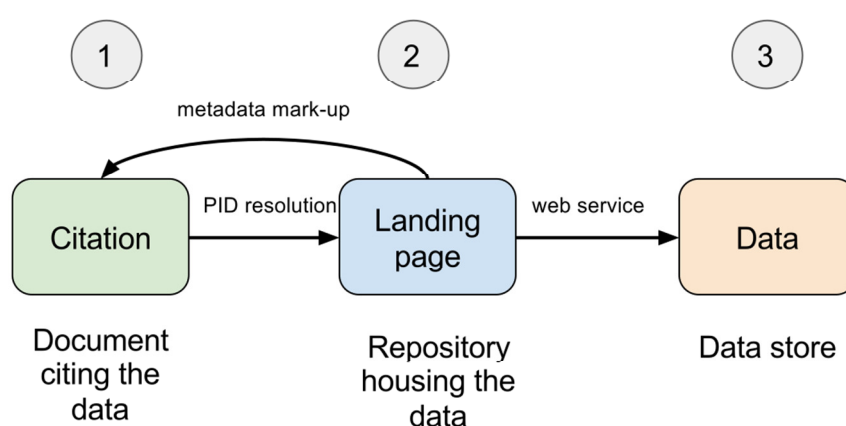 1
2
3
metadata mark-up
PID resolution
web service
Citation
Landing
page
Data
Document
citing the
data
Repository
housing the
data
Data store